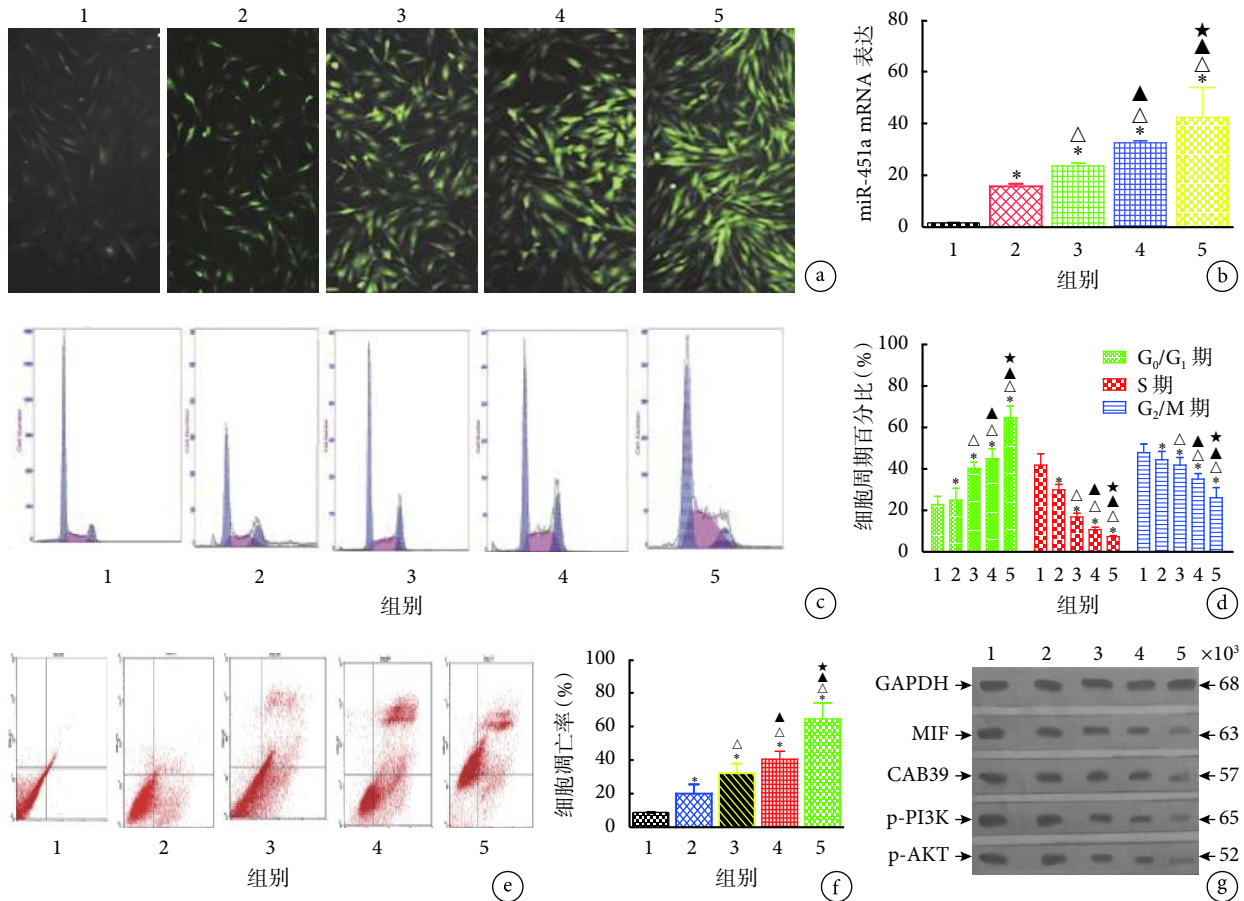 1 2 3 4 5
a
miR-451a mRNA 表达
80
60
40
20
0
★
▲ ▲
△ △ △
* * * *
1 2 3 4 5
组别
b
1 2 3 4 5
组别
c
细胞周期百分比(%)
100
80
60
40
20
0
G₀/G₁ 期
S 期
G₂/M 期
1 2 3 4 5 1 2 3 4 5 1 2 3 4 5
组别
d
1 2 3 4 5
组别
e
细胞凋亡率(%)
100
80
60
40
20
0
1 2 3 4 5
组别
f
1 2 3 4 5 ×10³
GAPDH 68
MIF 63
CAB39 57
p-PI3K 65
p-AKT 52
g